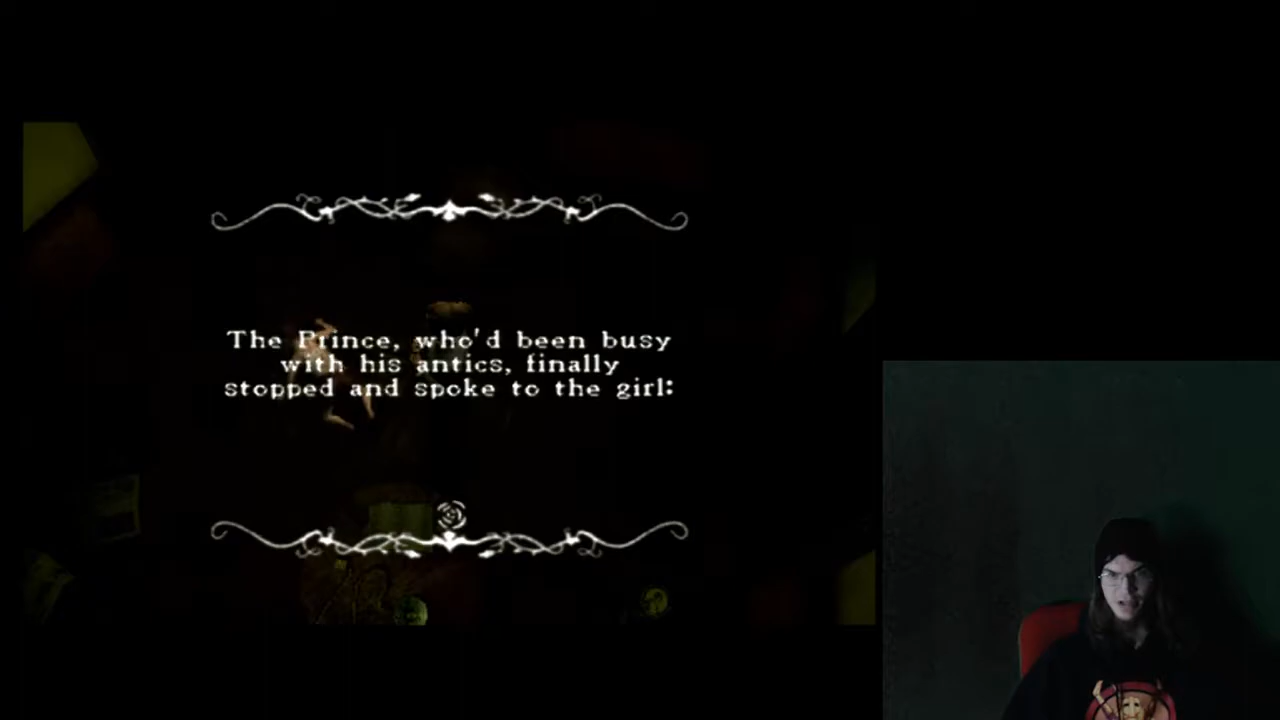 The Prince, who'd been busy
with his antics, finally
stopped and spoke to the girl: